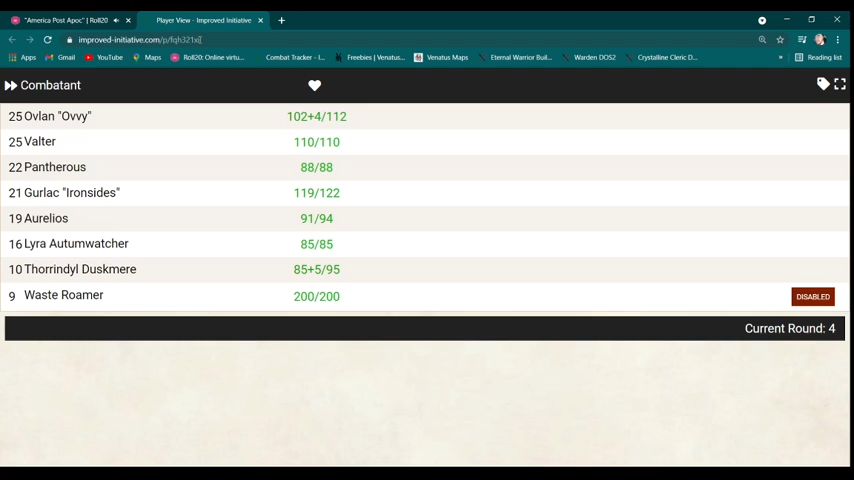 "America Post Apoc" | Roll20
Player View - Improved Initiative
improved-initiative.com/p/fqh321xi
Apps Gmail YouTube Maps Roll20: Online virtu... Combat Tracker - I... Freebies | Venatus... Venatus Maps Eternal Warrior Buil... Warden DOS2 Crystalline Cleric D... » Reading list
Combatant
25 Ovlan "Ovvy" 102+4/112
25 Valter 110/110
22 Pantherous 88/88
21 Gurlac "Ironsides" 119/122
19 Aurelios 91/94
16 Lyra Autumwatcher 85/85
10 Thorrindyl Duskmere 85+5/95
9 Waste Roamer 200/200 DISABLED
Current Round: 4